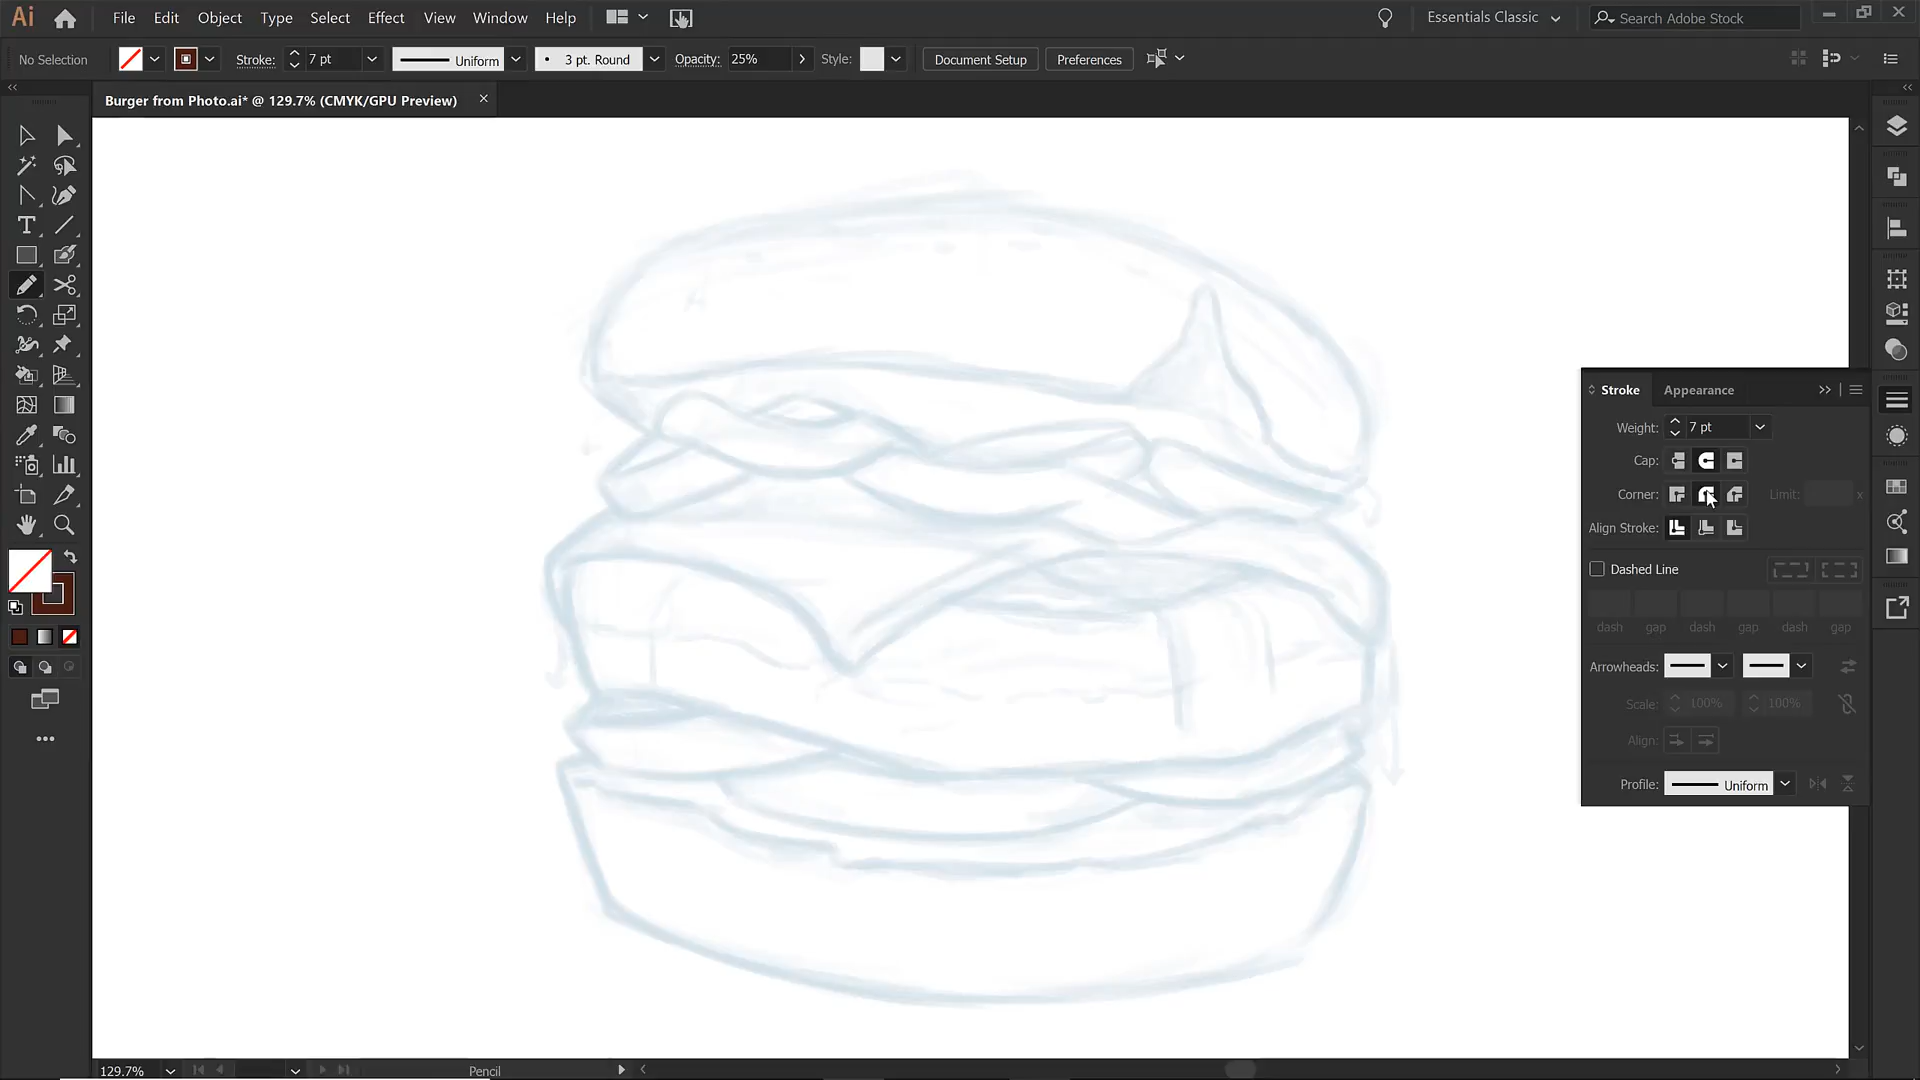 Ai File Edit Object Type Select Effect View Window Help Essentials Classic Search Adobe Stock
No Selection Stroke: 7 pt Uniform 3 pt. Round Opacity: 25% Style: Document Setup Preferences
Burger from Photo.ai* @ 129.7% (CMYK/GPU Preview) ×
Stroke Appearance
Weight: 7 pt
Cap:
Corner: Limit: x
Align Stroke:
Dashed Line
dash gap dash gap dash gap
Arrowheads:
Scale: 100% 100%
Align:
Profile: Uniform
129.7% Pencil